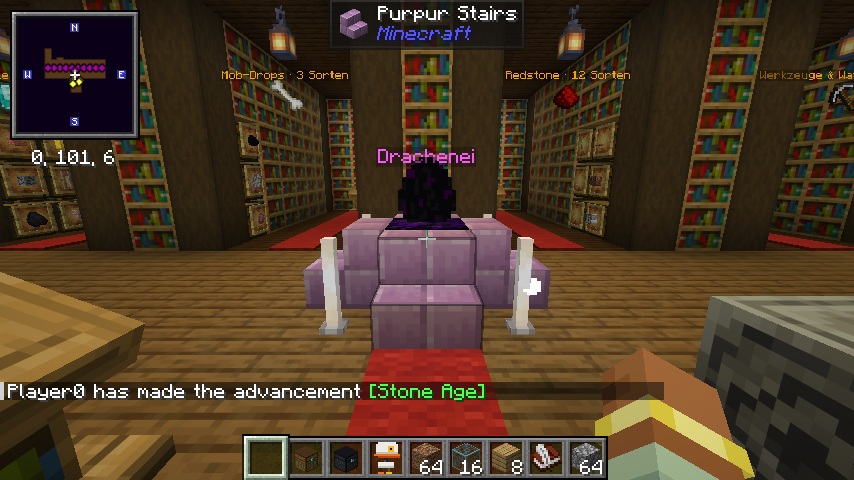 Purpur Stairs
Minecraft
N
W
E
S
0, 101, 6
Mob-Drops · 3 Sorten
Redstone · 12 Sorten
Werkzeuge & Wa
Drachenei
Player0 has made the advancement [Stone Age]
64
16
8
64